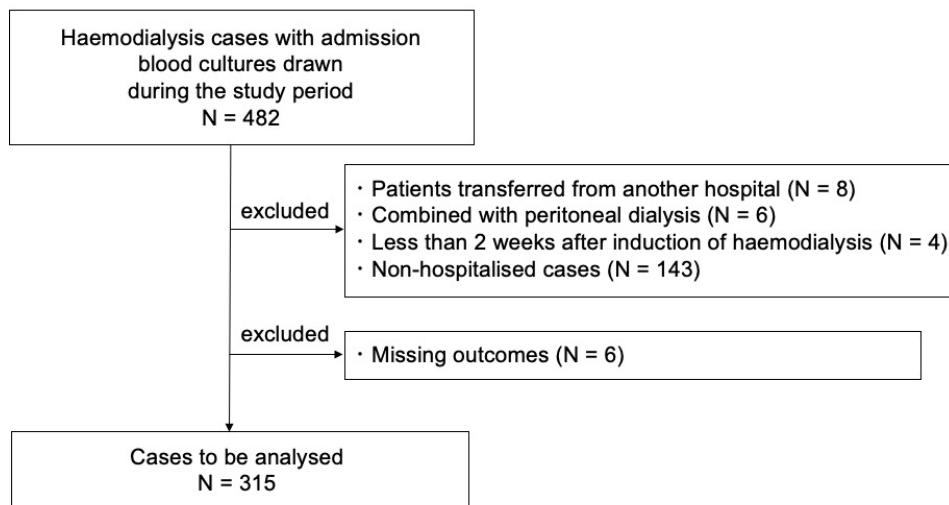 Haemodialysis cases with admission
blood cultures drawn
during the study period
N = 482
excluded
・Patients transferred from another hospital (N = 8)
・Combined with peritoneal dialysis (N = 6)
・Less than 2 weeks after induction of haemodialysis (N = 4)
・Non-hospitalised cases (N = 143)
excluded
・Missing outcomes (N = 6)
Cases to be analysed
N = 315